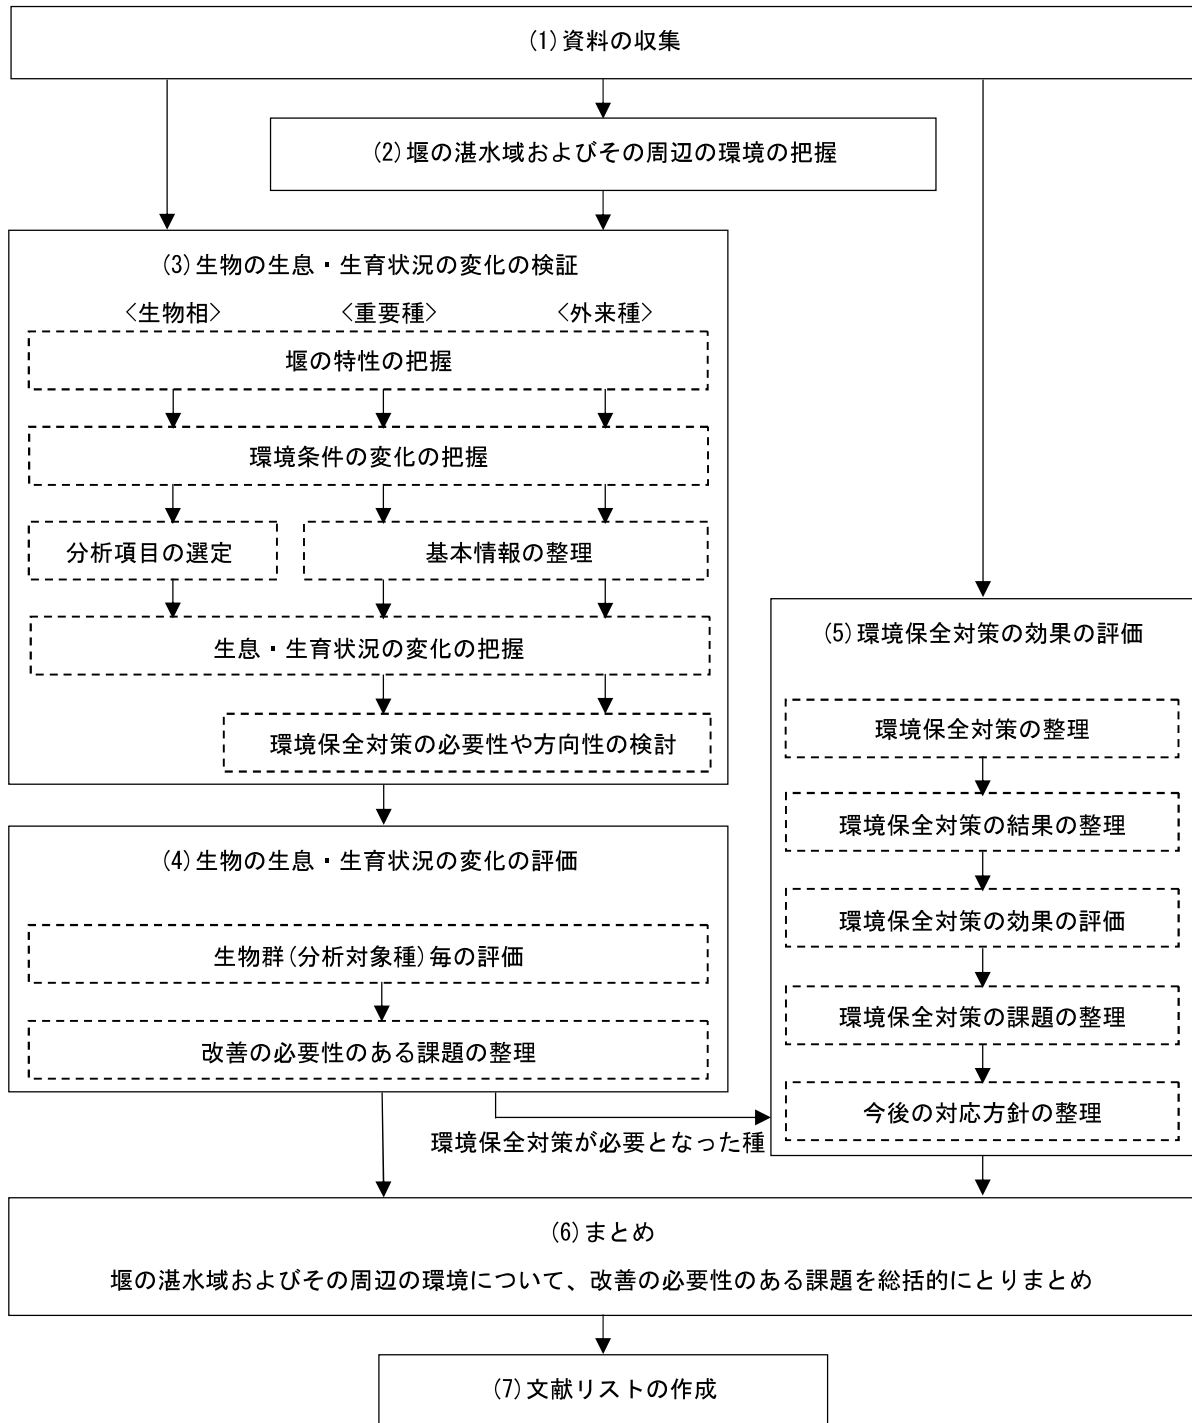 (1)資料の収集
(2)堰の湛水域およびその周辺の環境の把握
(3)生物の生息・生育状況の変化の検証
<生物相> <重要種> <外来種>
堰の特性の把握
環境条件の変化の把握
分析項目の選定 基本情報の整理
生息・生育状況の変化の把握
環境保全対策の必要性や方向性の検討
(4)生物の生息・生育状況の変化の評価
生物群(分析対象種)毎の評価
改善の必要性のある課題の整理
環境保全対策が必要となった種
(5)環境保全対策の効果の評価
環境保全対策の整理
環境保全対策の結果の整理
環境保全対策の効果の評価
環境保全対策の課題の整理
今後の対応方針の整理
(6)まとめ
堰の湛水域およびその周辺の環境について、改善の必要性のある課題を総括的にとりまとめ
(7)文献リストの作成